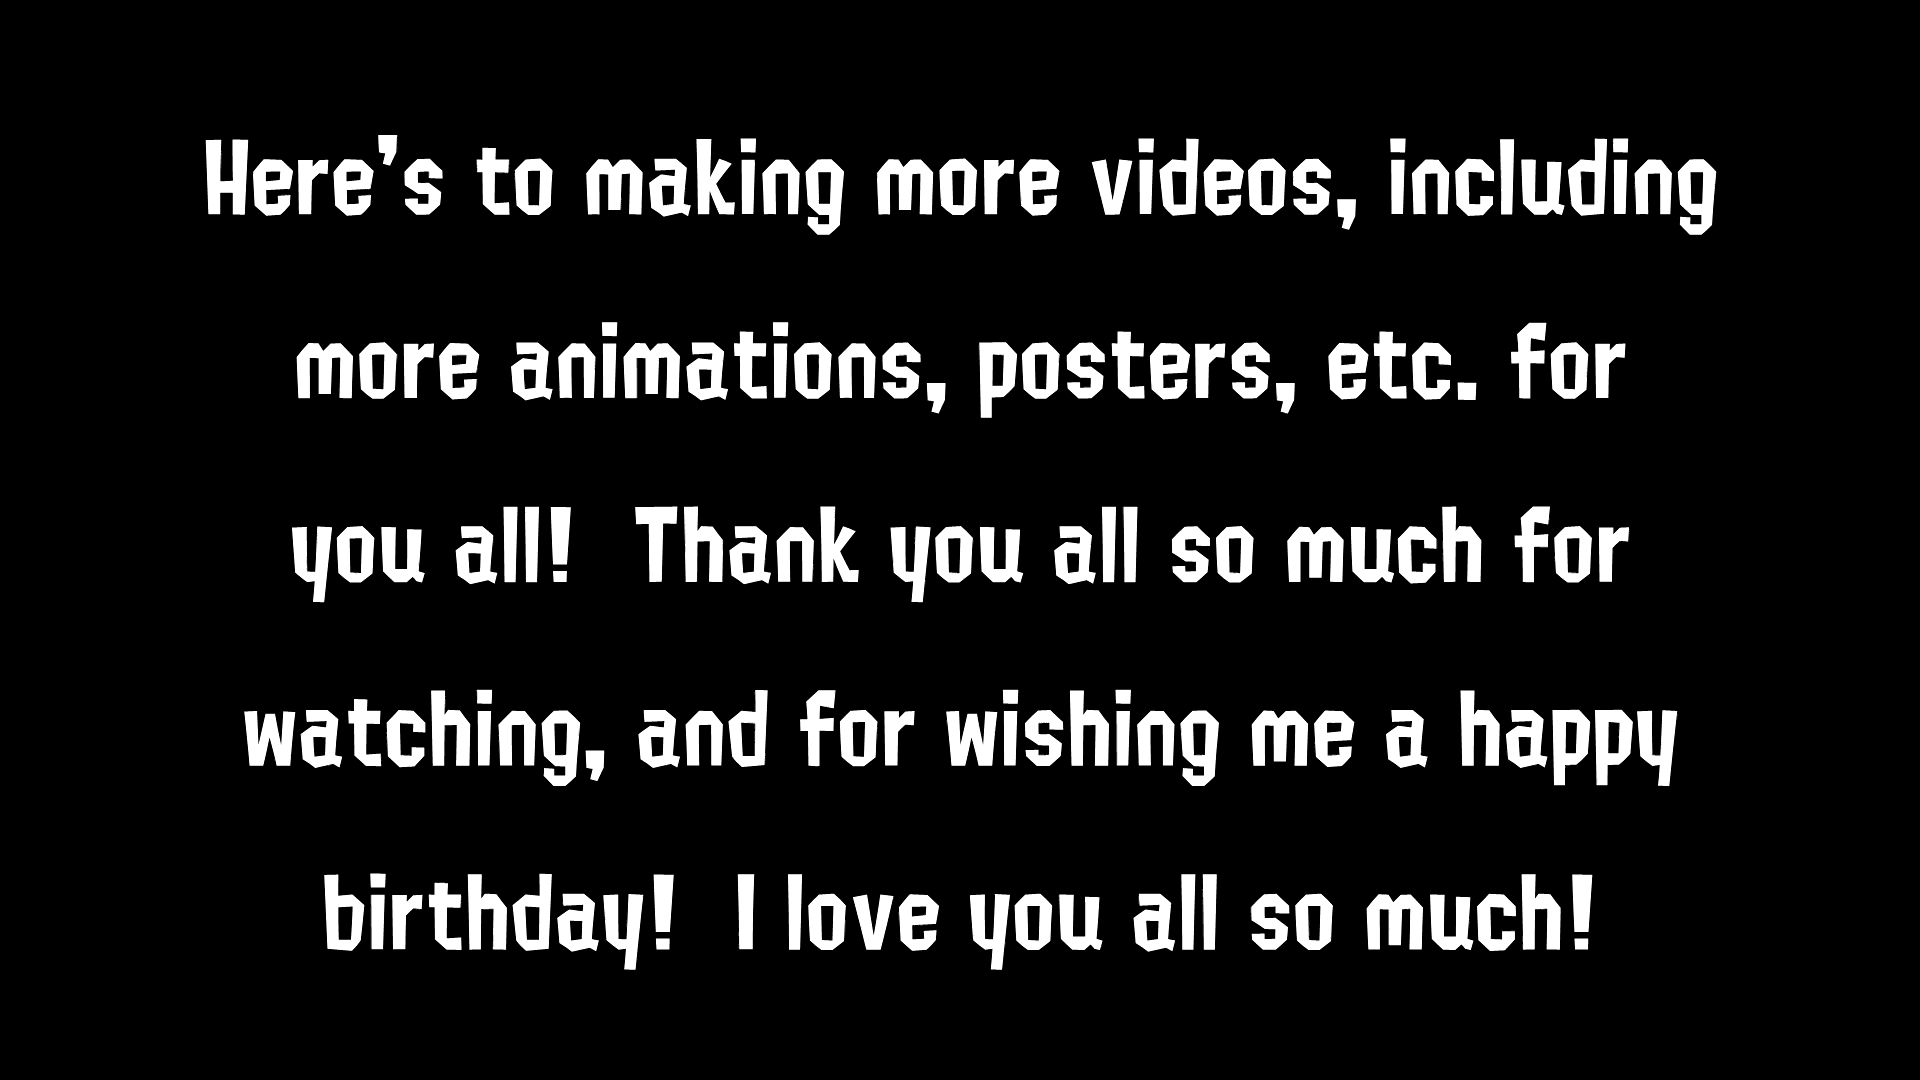 Here's to making more videos, including
more animations, posters, etc. for
you all!  Thank you all so much for
watching, and for wishing me a happy
birthday!  I love you all so much!